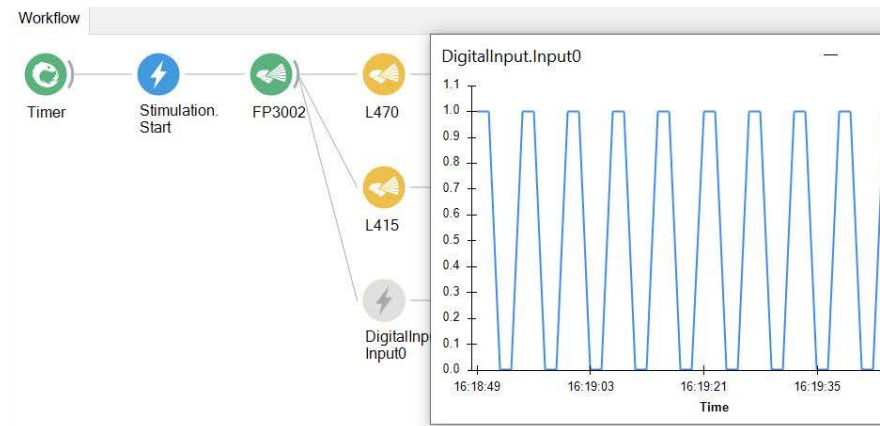 Workflow
Timer
Stimulation.
Start
FP3002
L470
L415
DigitalInp
Input0
DigitalInput.Input0
1.1
1.0
0.9
0.8
0.7
0.6
0.5
0.4
0.3
0.2
0.1
0.0
16:18:49 16:19:03 16:19:21 16:19:35
Time